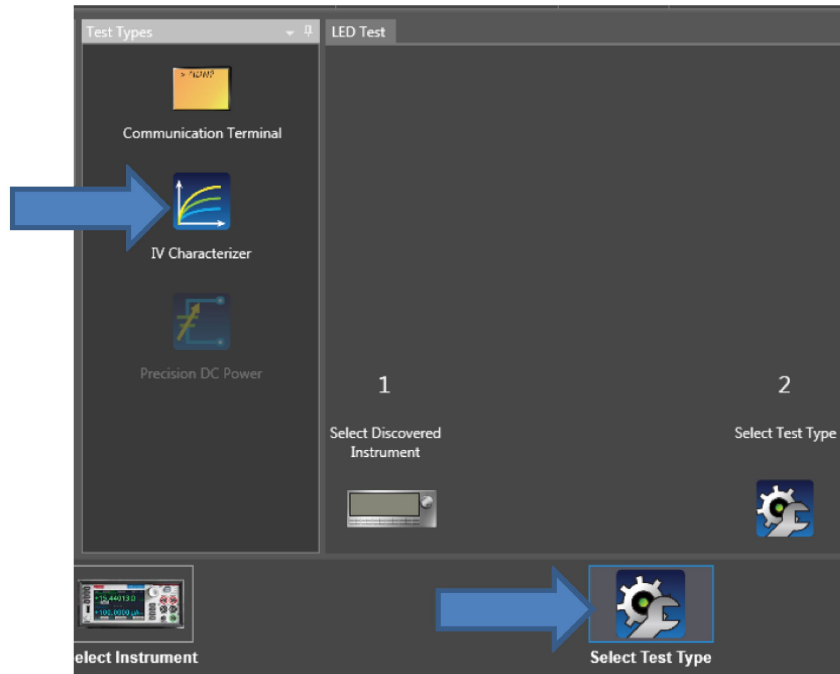 Test Types
LED Test
Communication Terminal
IV Characterizer
Precision DC Power
1
2
Select Discovered
Instrument
Select Test Type
elect Instrument
Select Test Type